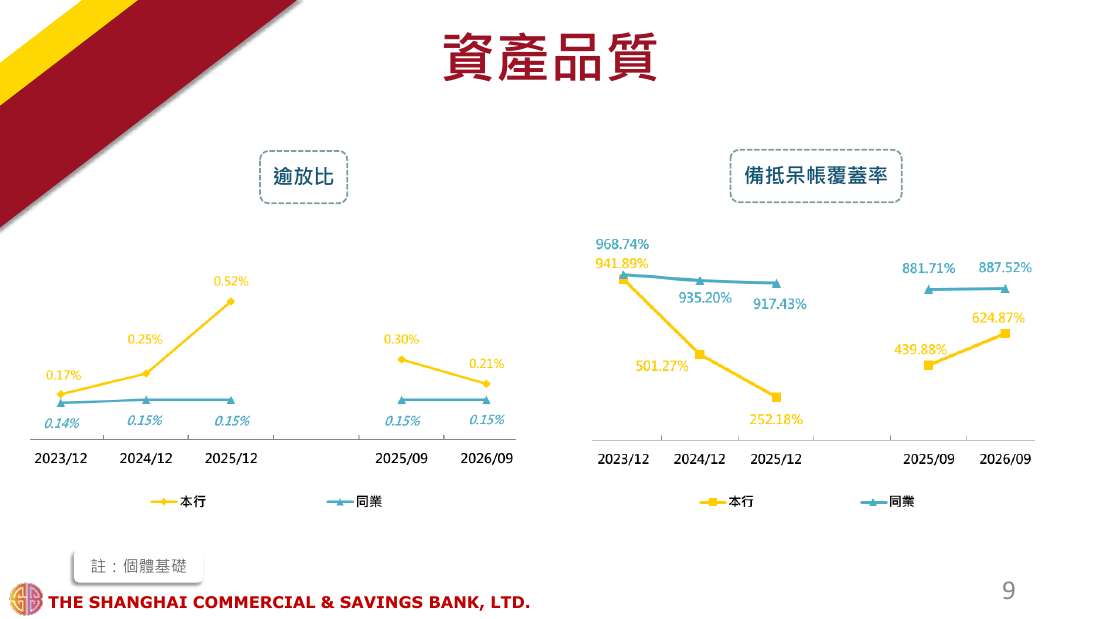 資產品質
逾放比
0.17%
0.25%
0.52%
0.30%
0.21%
0.14%
0.15%
0.15%
0.15%
0.15%
2023/12 2024/12 2025/12 2025/09 2026/09
本行 同業
備抵呆帳覆蓋率
968.74%
941.89%
935.20%
917.43%
881.71%
887.52%
501.27%
252.18%
439.88%
624.87%
2023/12 2024/12 2025/12 2025/09 2026/09
本行 同業
註：個體基礎
THE SHANGHAI COMMERCIAL & SAVINGS BANK, LTD.
9